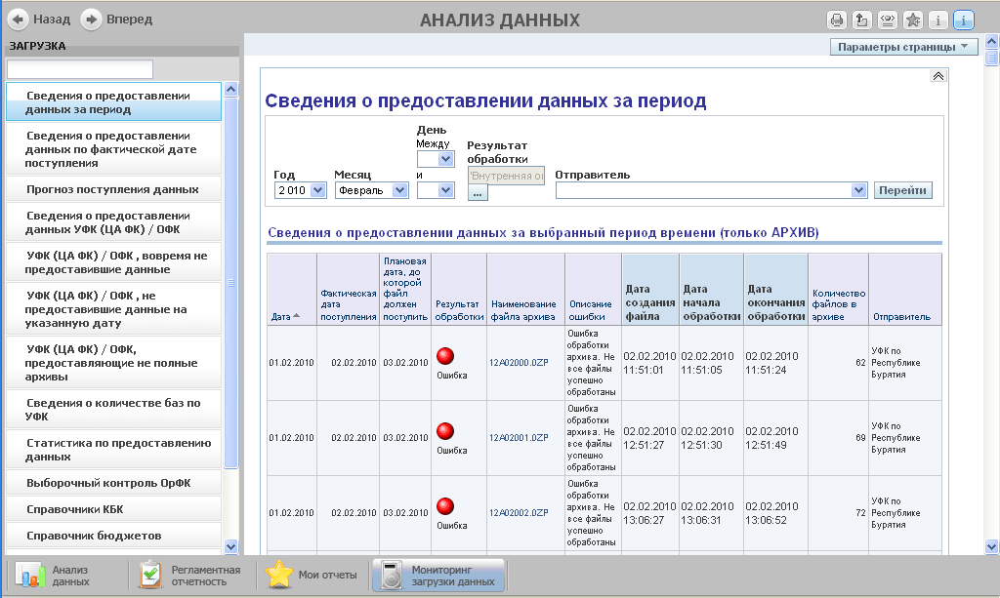 Назад Вперед АНАЛИЗ ДАННЫХ
ЗАГРУЗКА
Параметры страницы
Сведения о предоставлении
данных за период
Сведения о предоставлении
данных по фактической дате
поступления
Прогноз поступления данных
Сведения о предоставлении
данных УФК (ЦА ФК) / ОФК
УФК (ЦА ФК) / ОФК , вовремя не
предоставившие данные
УФК (ЦА ФК) / ОФК , не
предоставившие данные на
указанную дату
УФК (ЦА ФК) / ОФК,
предоставляющие не полные
архивы
Сведения о количестве баз по
УФК
Статистика по предоставлению
данных
Выборочный контроль ОрФК
Справочники КБК
Справочник бюджетов
Сведения о предоставлении данных за период
День
Между
и
Результат
обработки
Год Месяц Отправитель
2 010 Февраль 'Внутренняя ог ... Перейти
Сведения о предоставлении данных за выбранный период времени (только АРХИВ)
Дата
Фактическая
дата
поступления
Плановая
дата, до
которой
файл
должен
поступить
Результат
обработки
Наименование
файла архива
Описание
ошибки
Дата
создания
файла
Дата
начала
обработки
Дата
окончания
обработки
Количество
файлов в
архиве
Отправитель
01.02.2010 02.02.2010 03.02.2010 Ошибка 12A02000.0ZP
Ошибка
обработки
архива. Не
все файлы
успешно
обработаны
02.02.2010
11:51:01
02.02.2010
11:51:05
02.02.2010
11:51:24
62
УФК по
Республике
Бурятия
01.02.2010 02.02.2010 03.02.2010 Ошибка 12A02001.0ZP
Ошибка
обработки
архива. Не
все файлы
успешно
обработаны
02.02.2010
12:51:27
02.02.2010
12:51:30
02.02.2010
12:51:49
69
УФК по
Республике
Бурятия
01.02.2010 02.02.2010 03.02.2010 Ошибка 12A02002.0ZP
Ошибка
обработки
архива. Не
все файлы
успешно
обработаны
02.02.2010
13:06:27
02.02.2010
13:06:31
02.02.2010
13:06:52
72
УФК по
Республике
Бурятия
Анализ
данных
Регламентная
отчетность
Мои отчеты
Мониторинг
загрузки данных